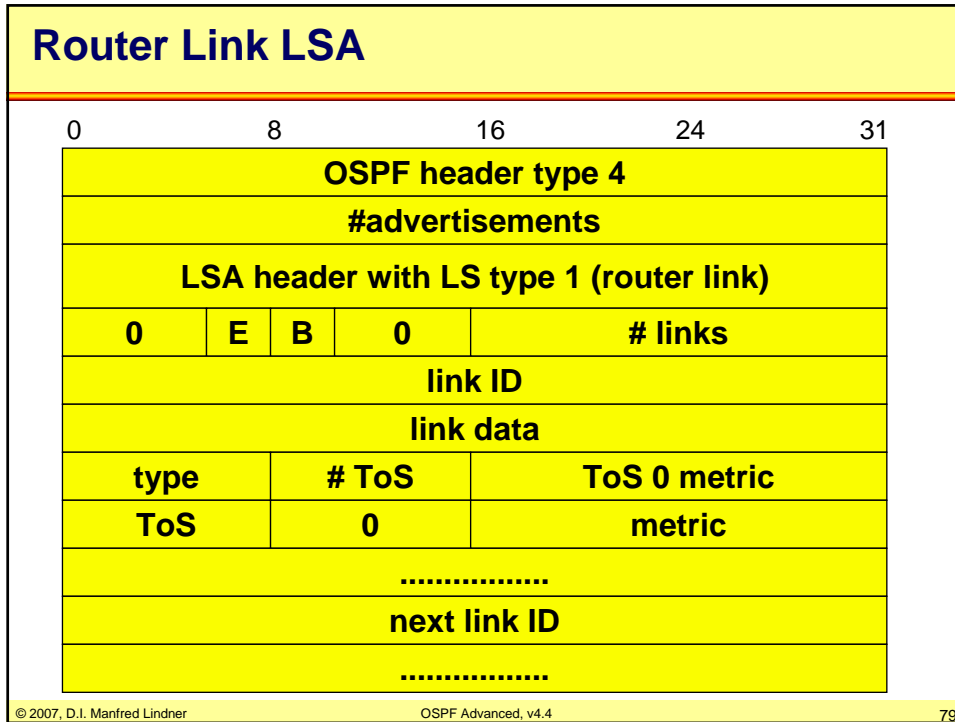 Router Link LSA
0 8 16 24 31
OSPF header type 4
#advertisements
LSA header with LS type 1 (router link)
0 E B 0 # links
link ID
link data
type # ToS ToS 0 metric
ToS 0 metric
.................
next link ID
.................
© 2007, D.I. Manfred Lindner OSPF Advanced, v4.4 79